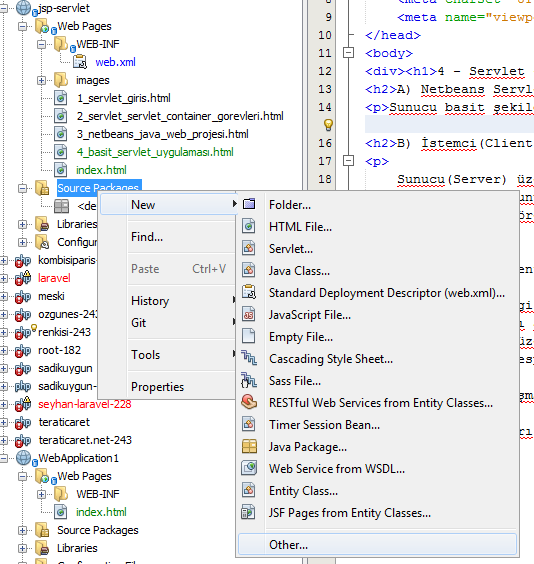 jsp-servlet
Web Pages
WEB-INF
web.xml
images
1_servlet_giris.html
2_servlet_servlet_container_gorevleri.html
3_netbeans_java_web_projesi.html
4_basit_servlet_uygulaması.html
index.html
Source Packages
<de
Libraries
Configur
kombisiparis-
laravel
meski
ozgunes-243
renkisi-243
root-182
sadikuygun
sadikuygun-
seyhan-laravel-228
teraticaret
teraticaret.net-243
WebApplication1
Web Pages
WEB-INF
index.html
Source Packages
Libraries
New
Find...
Paste Ctrl+V
History
Git
Tools
Properties
Folder...
HTML File...
Servlet...
Java Class...
Standard Deployment Descriptor (web.xml)...
JavaScript File...
Empty File...
Cascading Style Sheet...
Sass File...
RESTful Web Services from Entity Classes...
Timer Session Bean...
Java Package...
Web Service from WSDL...
Entity Class...
JSF Pages from Entity Classes...
Other...
9 <meta name="viewp
10 </head>
11 <body>
12 <div><h1>4 - Servlet
13 <h2>A) Netbeans Servl
14 <p>Sunucu basit şekil
16 <h2>B) İstemci(Client
17 <p>
18 Sunucu(Server) üz